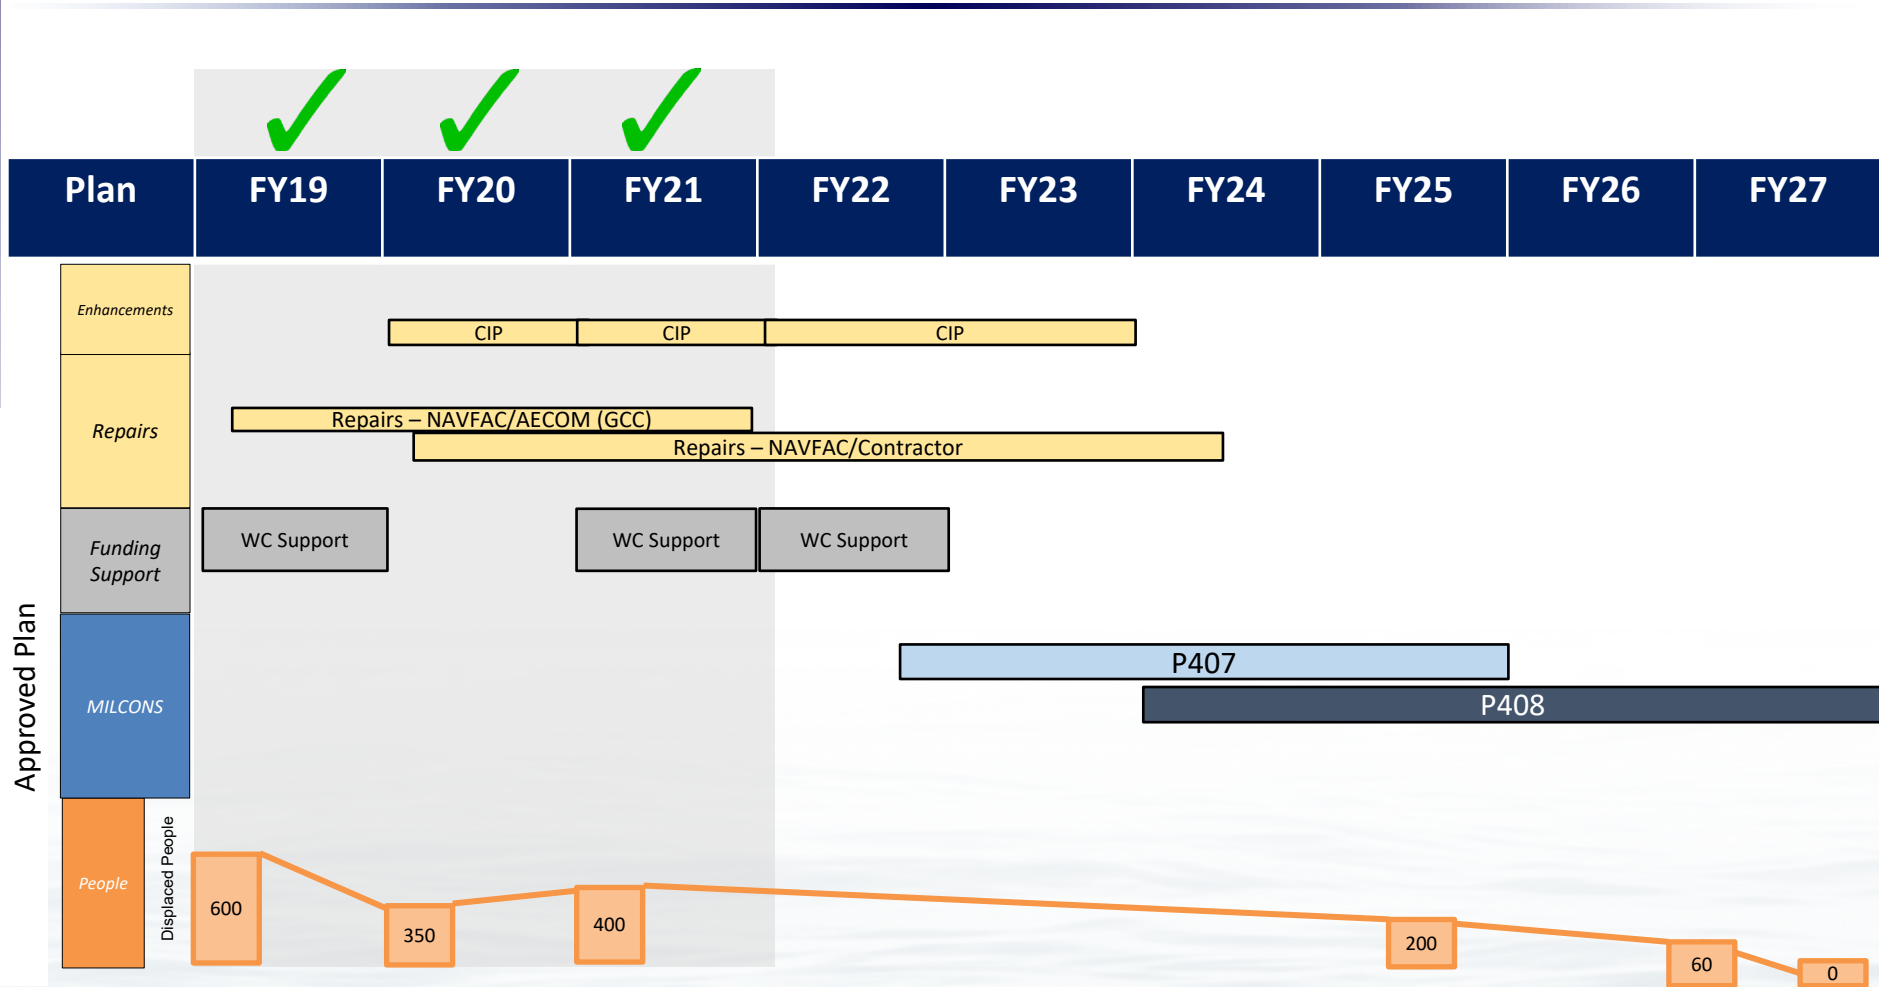 Plan FY19 FY20 FY21 FY22 FY23 FY24 FY25 FY26 FY27
Approved Plan
Enhancements
CIP CIP CIP
Repairs
Repairs – NAVFAC/AECOM (GCC)
Repairs – NAVFAC/Contractor
Funding
Support
WC Support WC Support WC Support
MILCONS
P407
P408
People
Displaced People
600
350
400
200
60
0